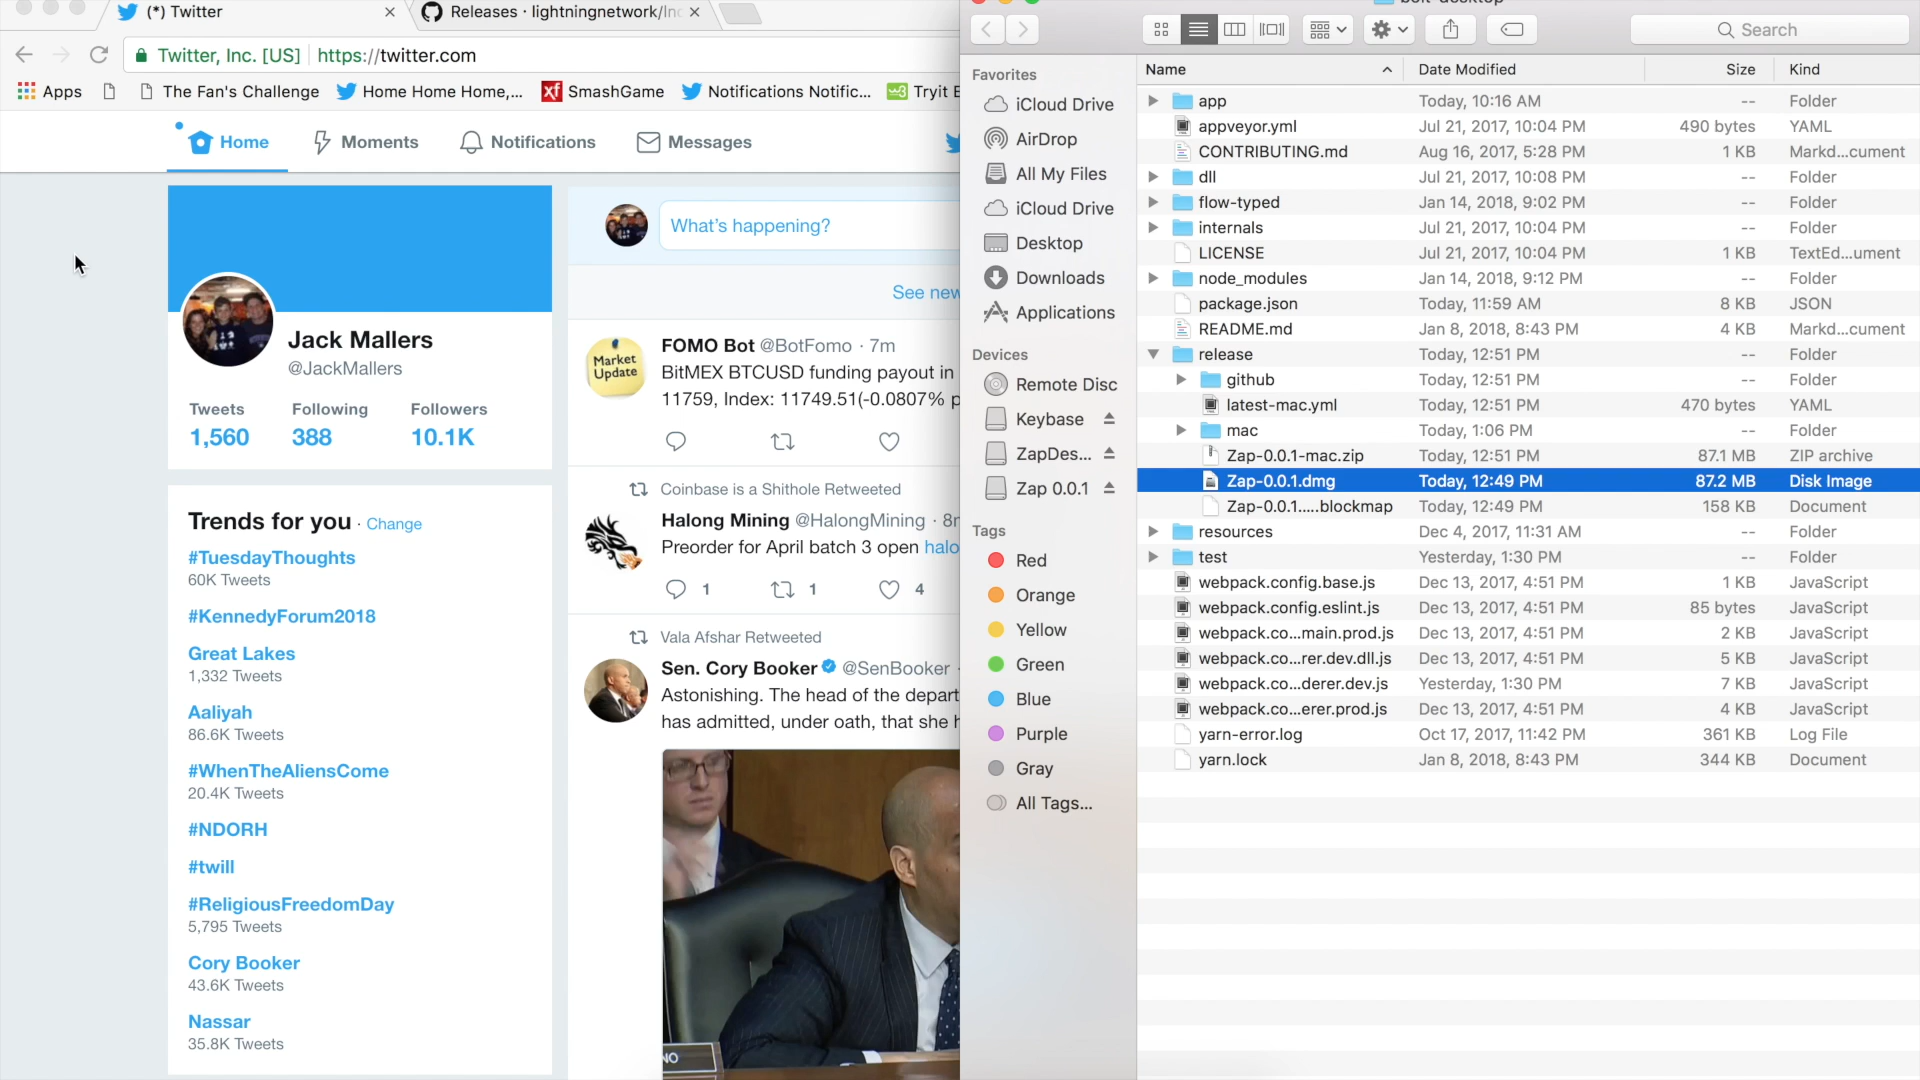 (*) Twitter
Releases · lightningnetwork/ln
Twitter, Inc. [US]
https://twitter.com
Apps
The Fan's Challenge
Home Home Home,...
SmashGame
Notifications Notific...
Tryit E
Home
Moments
Notifications
Messages
Jack Mallers
@JackMallers
Tweets Following Followers
1,560 388 10.1K
Trends for you · Change
#TuesdayThoughts
60K Tweets
#KennedyForum2018
Great Lakes
1,332 Tweets
Aaliyah
86.6K Tweets
#WhenTheAliensCome
20.4K Tweets
#NDORH
#twill
#ReligiousFreedomDay
5,795 Tweets
Cory Booker
43.6K Tweets
Nassar
35.8K Tweets
What's happening?
See new
Market
Update
FOMO Bot @BotFomo · 7m
BitMEX BTCUSD funding payout in
11759, Index: 11749.51(-0.0807% p
Coinbase is a Shithole Retweeted
Halong Mining @HalongMining · 8m
Preorder for April batch 3 open halo
1 1 4
Vala Afshar Retweeted
Sen. Cory Booker @SenBooker ·
Astonishing. The head of the depart
has admitted, under oath, that she h
NO
Search
Favorites
iCloud Drive
AirDrop
All My Files
iCloud Drive
Desktop
Downloads
Applications
Devices
Remote Disc
Keybase
ZapDes...
Zap 0.0.1
Tags
Red
Orange
Yellow
Green
Blue
Purple
Gray
All Tags...
Name Date Modified Size Kind
app Today, 10:16 AM -- Folder
appveyor.yml Jul 21, 2017, 10:04 PM 490 bytes YAML
CONTRIBUTING.md Aug 16, 2017, 5:28 PM 1 KB Markd...cument
dll Jul 21, 2017, 10:08 PM -- Folder
flow-typed Jan 14, 2018, 9:02 PM -- Folder
internals Jul 21, 2017, 10:04 PM -- Folder
LICENSE Jul 21, 2017, 10:04 PM 1 KB TextEd...ument
node_modules Jan 14, 2018, 9:12 PM -- Folder
package.json Today, 11:59 AM 8 KB JSON
README.md Jan 8, 2018, 8:43 PM 4 KB Markd...cument
release Today, 12:51 PM -- Folder
github Today, 12:51 PM -- Folder
latest-mac.yml Today, 12:51 PM 470 bytes YAML
mac Today, 1:06 PM -- Folder
Zap-0.0.1-mac.zip Today, 12:51 PM 87.1 MB ZIP archive
Zap-0.0.1.dmg Today, 12:49 PM 87.2 MB Disk Image
Zap-0.0.1.....blockmap Today, 12:49 PM 158 KB Document
resources Dec 4, 2017, 11:31 AM -- Folder
test Yesterday, 1:30 PM -- Folder
webpack.config.base.js Dec 13, 2017, 4:51 PM 1 KB JavaScript
webpack.config.eslint.js Dec 13, 2017, 4:51 PM 85 bytes JavaScript
webpack.co...main.prod.js Dec 13, 2017, 4:51 PM 2 KB JavaScript
webpack.co...rer.dev.dll.js Dec 13, 2017, 4:51 PM 5 KB JavaScript
webpack.co...derer.dev.js Yesterday, 1:30 PM 7 KB JavaScript
webpack.co...erer.prod.js Dec 13, 2017, 4:51 PM 4 KB JavaScript
yarn-error.log Oct 17, 2017, 11:42 PM 361 KB Log File
yarn.lock Jan 8, 2018, 8:43 PM 344 KB Document